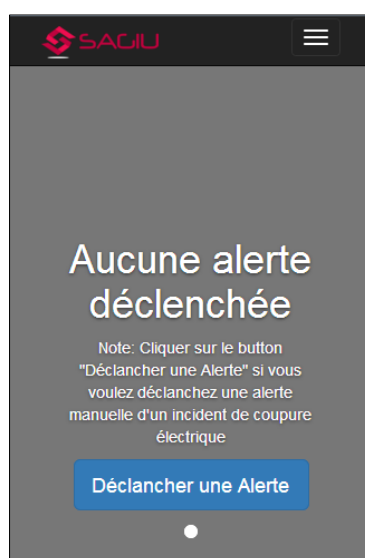 SAGIU
Aucune alerte
déclenchée
Note: Cliquer sur le button
"Déclancher une Alerte" si vous
voulez déclanchez une alerte
manuelle d'un incident de coupure
électrique
Déclancher une Alerte